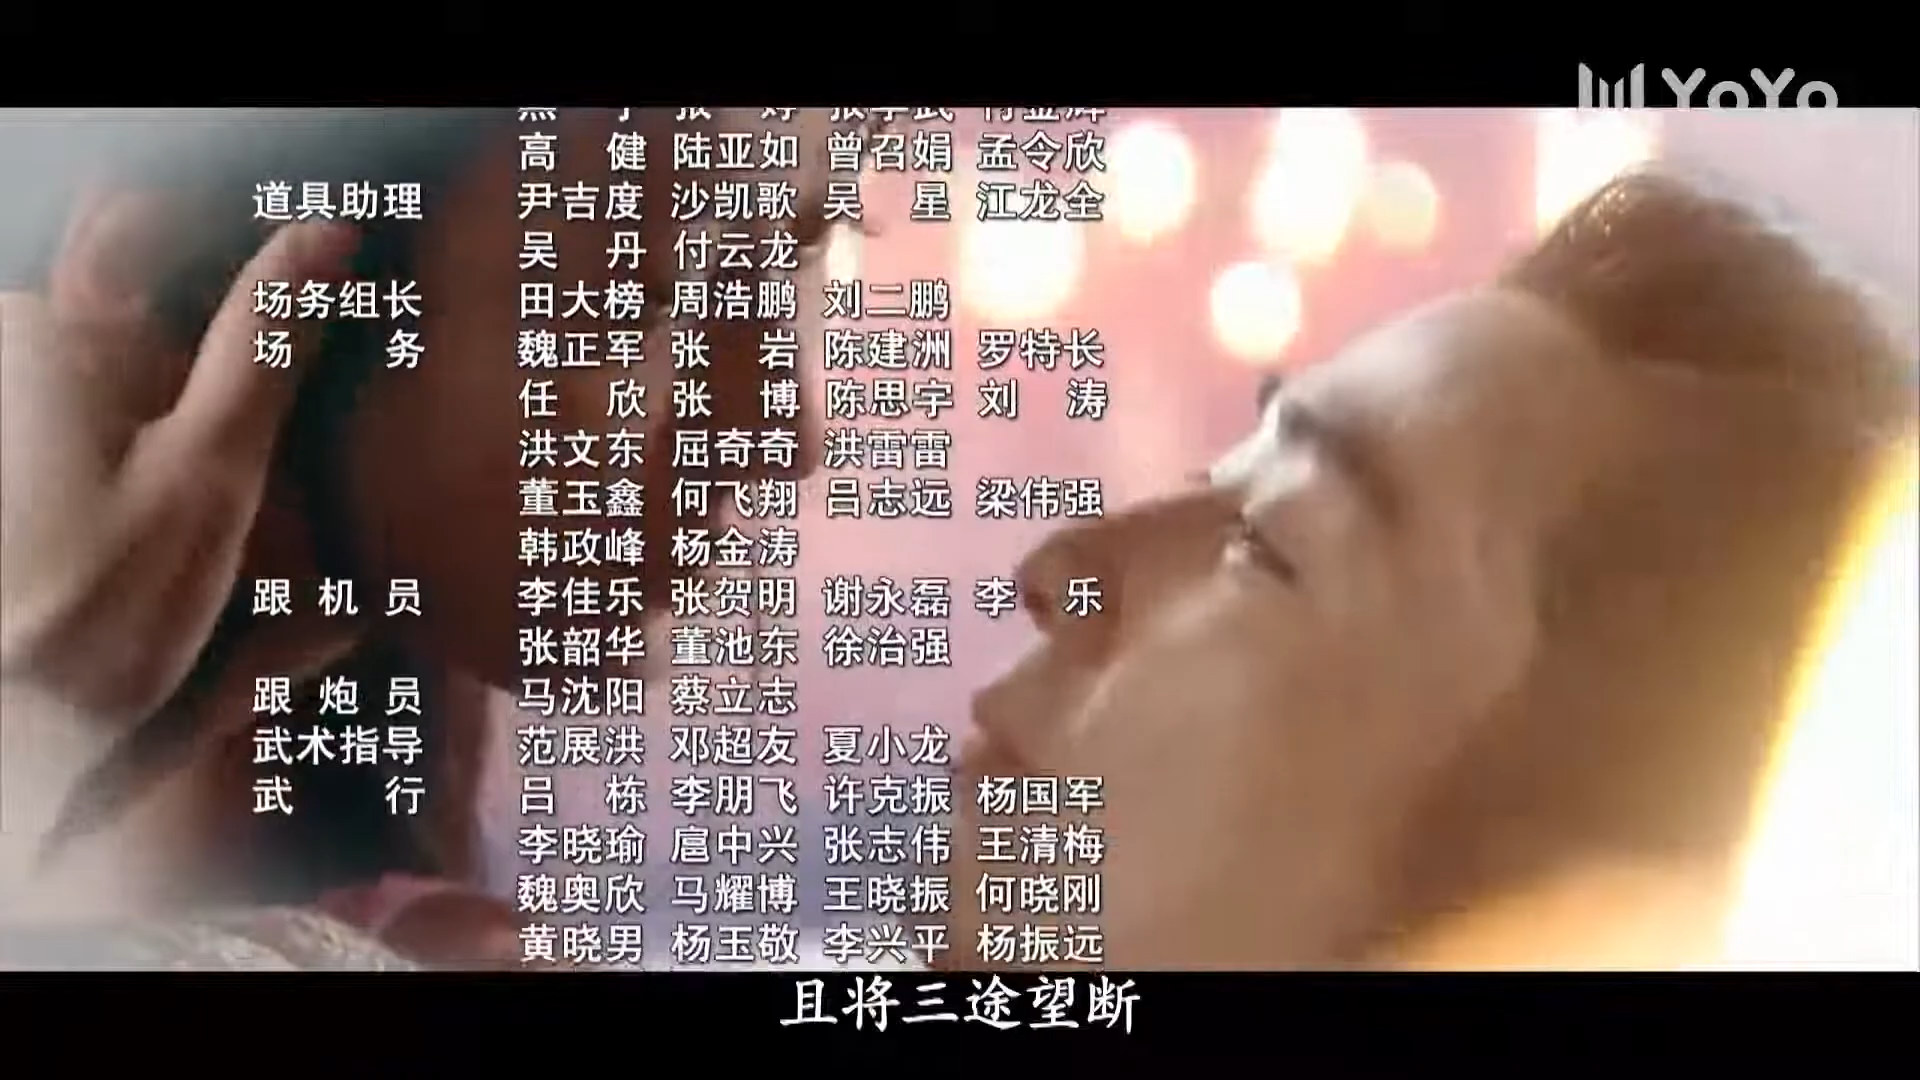 YoYo
高 健 陆亚如 曾召娟 孟令欣
道具助理 尹吉度 沙凯歌 吴 星 江龙全
吴 丹 付云龙
场务组长 田大榜 周浩鹏 刘二鹏
场 务 魏正军 张 岩 陈建洲 罗特长
任 欣 张 博 陈思宇 刘 涛
洪文东 屈奇奇 洪雷雷
董玉鑫 何飞翔 吕志远 梁伟强
韩政峰 杨金涛
跟 机 员 李佳乐 张贺明 谢永磊 李 乐
张韶华 董池东 徐治强
跟 炮 员 马沈阳 蔡立志
武术指导 范展洪 邓超友 夏小龙
武 行 吕 栋 李朋飞 许克振 杨国军
李晓瑜 扈中兴 张志伟 王清梅
魏奥欣 马耀博 王晓振 何晓刚
黄晓男 杨玉敬 李兴平 杨振远
且将三途望断